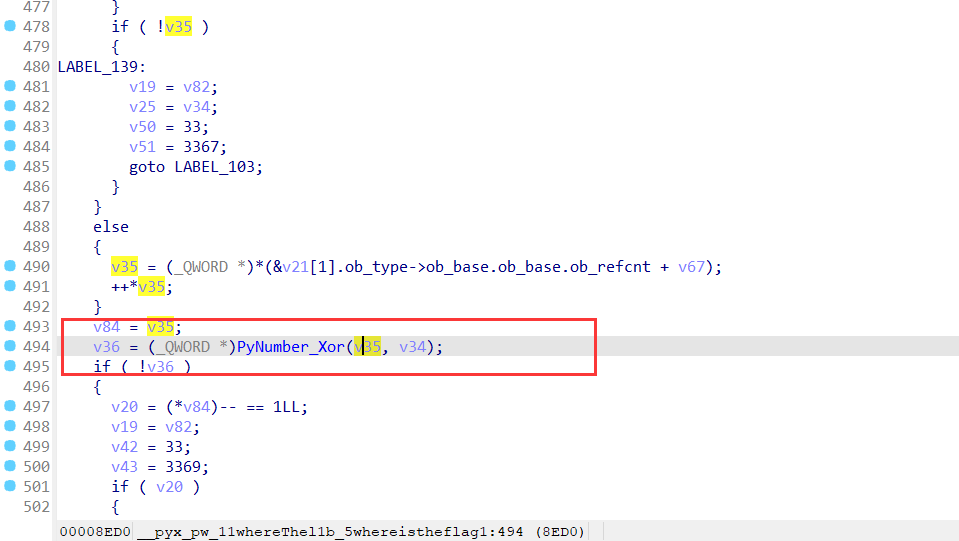 477 }
478 if ( !v35 )
479 {
480 LABEL_139:
481 v19 = v82;
482 v25 = v34;
483 v50 = 33;
484 v51 = 3367;
485 goto LABEL_103;
486 }
487 }
488 else
489 {
490 v35 = (_QWORD *)*(&v21[1].ob_type->ob_base.ob_base.ob_refcnt + v67);
491 ++*v35;
492 }
493 v84 = v35;
494 v36 = (_QWORD *)PyNumber_Xor(v35, v34);
495 if ( !v36 )
496 {
497 v20 = (*v84)-- == 1LL;
498 v19 = v82;
499 v42 = 33;
500 v43 = 3369;
501 if ( v20 )
502 {
00008ED0 __pyx_pw_11whereThel1b_5whereistheflag1:494 (8ED0)